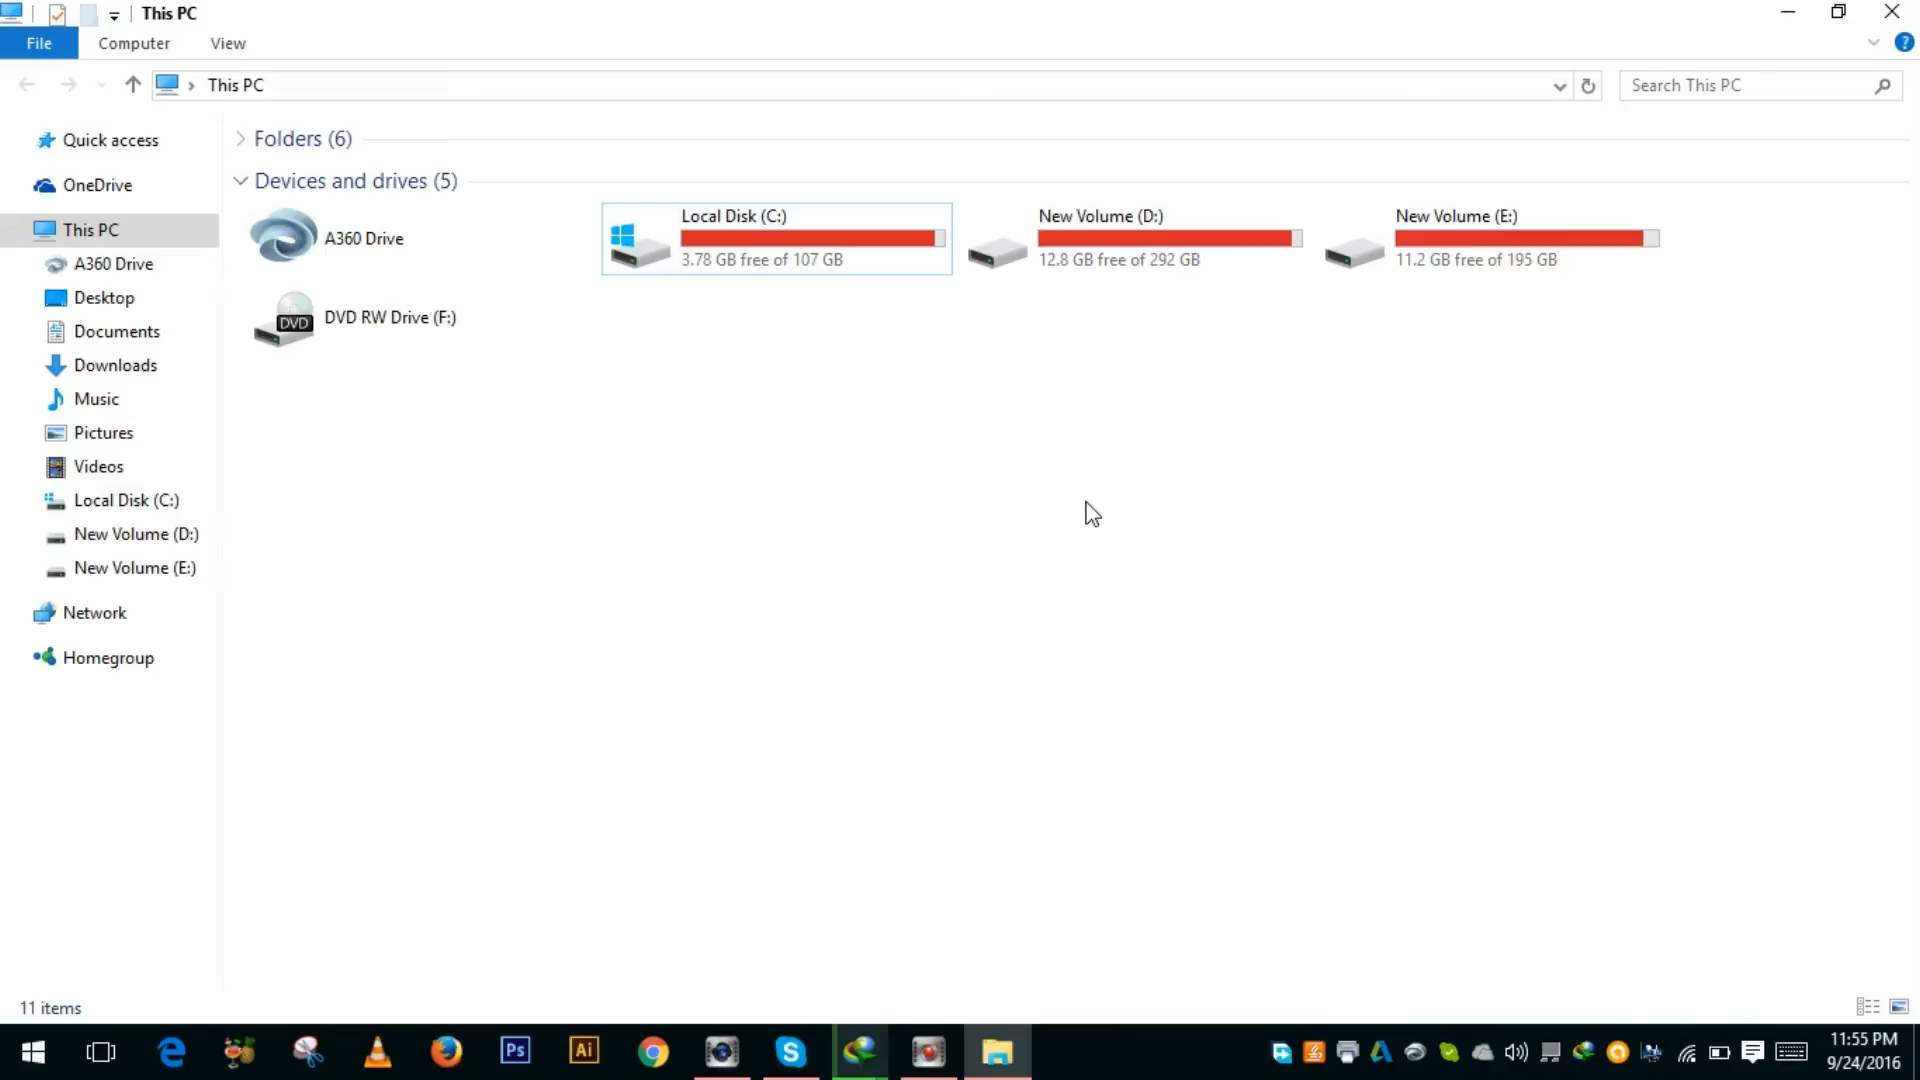 This PC
File
Computer
View
?
This PC
Search This PC
Quick access
OneDrive
This PC
A360 Drive
Desktop
Documents
Downloads
Music
Pictures
Videos
Local Disk (C:)
New Volume (D:)
New Volume (E:)
Network
Homegroup
Folders (6)
Devices and drives (5)
A360 Drive
Local Disk (C:)
3.78 GB free of 107 GB
New Volume (D:)
12.8 GB free of 292 GB
New Volume (E:)
11.2 GB free of 195 GB
DVD
DVD RW Drive (F:)
11 items
Ps
Ai
11:55 PM
9/24/2016